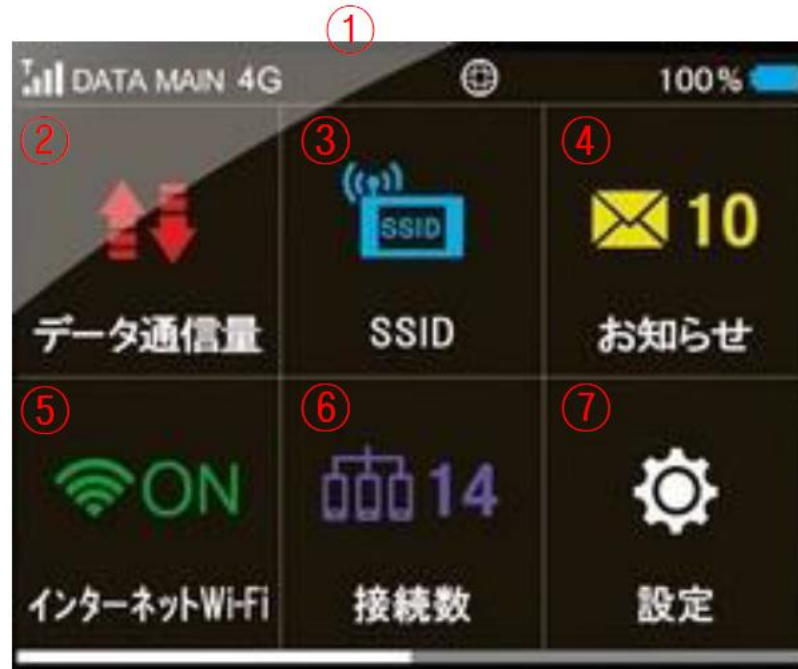 ①
DATA MAIN 4G 100%
② ③ ④
SSID
10
データ通信量 SSID お知らせ
⑤ ⑥ ⑦
ON 14
インターネットWi-Fi 接続数 設定